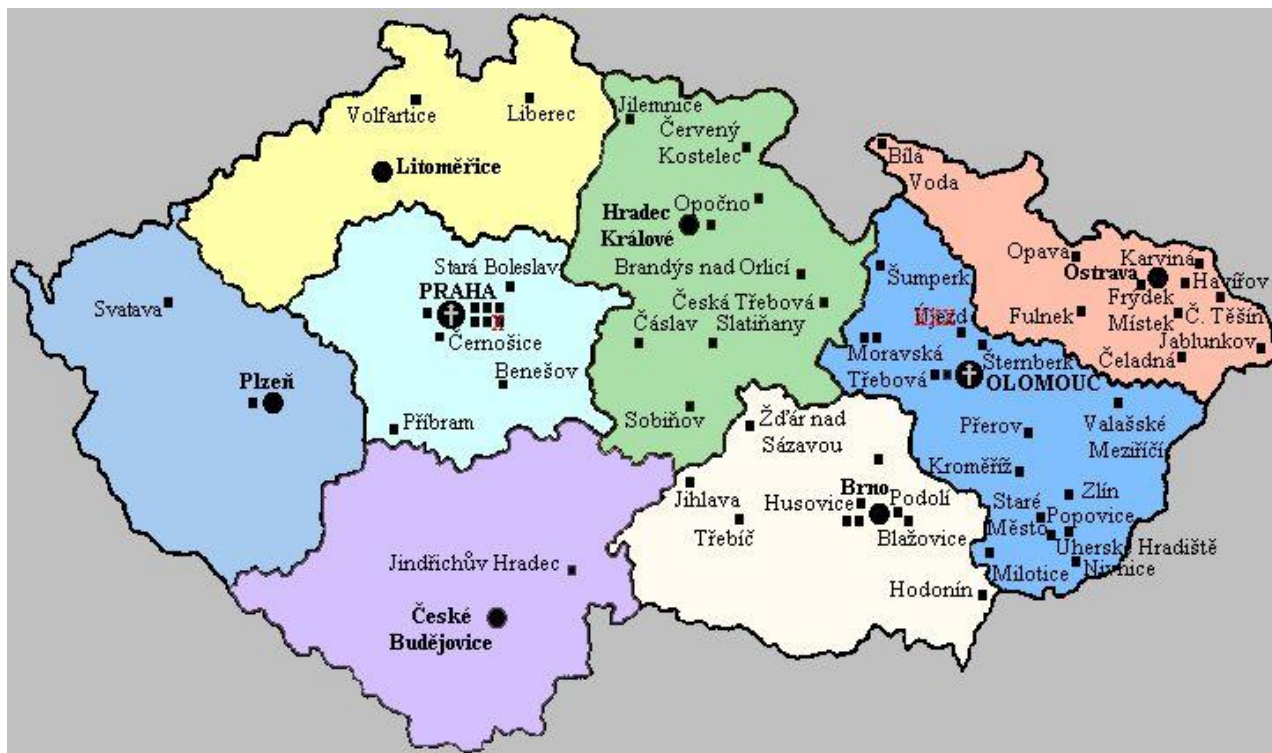 Volfartice
Liberec
Litoměřice
Jilemnice
Červený
Kostelec
Opočno
Hradec
Králové
Brandýs nad Orlicí
Česká Třebová
Čáslav
Slatiňany
Sobiňov
Bílá
Voda
Opava
Karviná
Ostrava
Havířov
Frýdek
Místek
Č. Těšín
Fulnek
Jablunkov
Čeladná
Svatava
Plzeň
Stará Boleslav
PRAHA
Černošice
Benešov
Příbram
Šumperk
Újezd
Moravská
Třebová
Šternberk
OLOMOUC
Přerov
Valašské
Meziříčí
Kroměříž
Zlín
Staré
Město
Popovice
Uherské Hradiště
Nivnice
Milotice
Žďár nad
Sázavou
Jihlava
Třebíč
Husovice
Brno
Podolí
Blažovice
Hodonín
Jindřichův Hradec
České
Budějovice